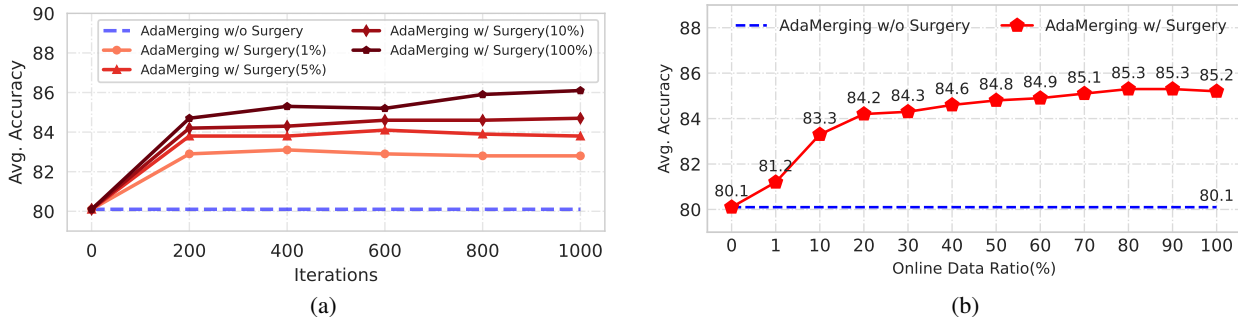 90
88
86
84
82
80
Avg. Accuracy
AdaMerging w/o Surgery
AdaMerging w/ Surgery(1%)
AdaMerging w/ Surgery(5%)
AdaMerging w/ Surgery(10%)
AdaMerging w/ Surgery(100%)
0 200 400 600 800 1000
Iterations
(a)
88
86
84
82
80
Avg. Accuracy
AdaMerging w/o Surgery AdaMerging w/ Surgery
80.1 81.2 83.3 84.2 84.3 84.6 84.8 84.9 85.1 85.3 85.3 85.2
80.1
0 1 10 20 30 40 50 60 70 80 90 100
Online Data Ratio(%)
(b)